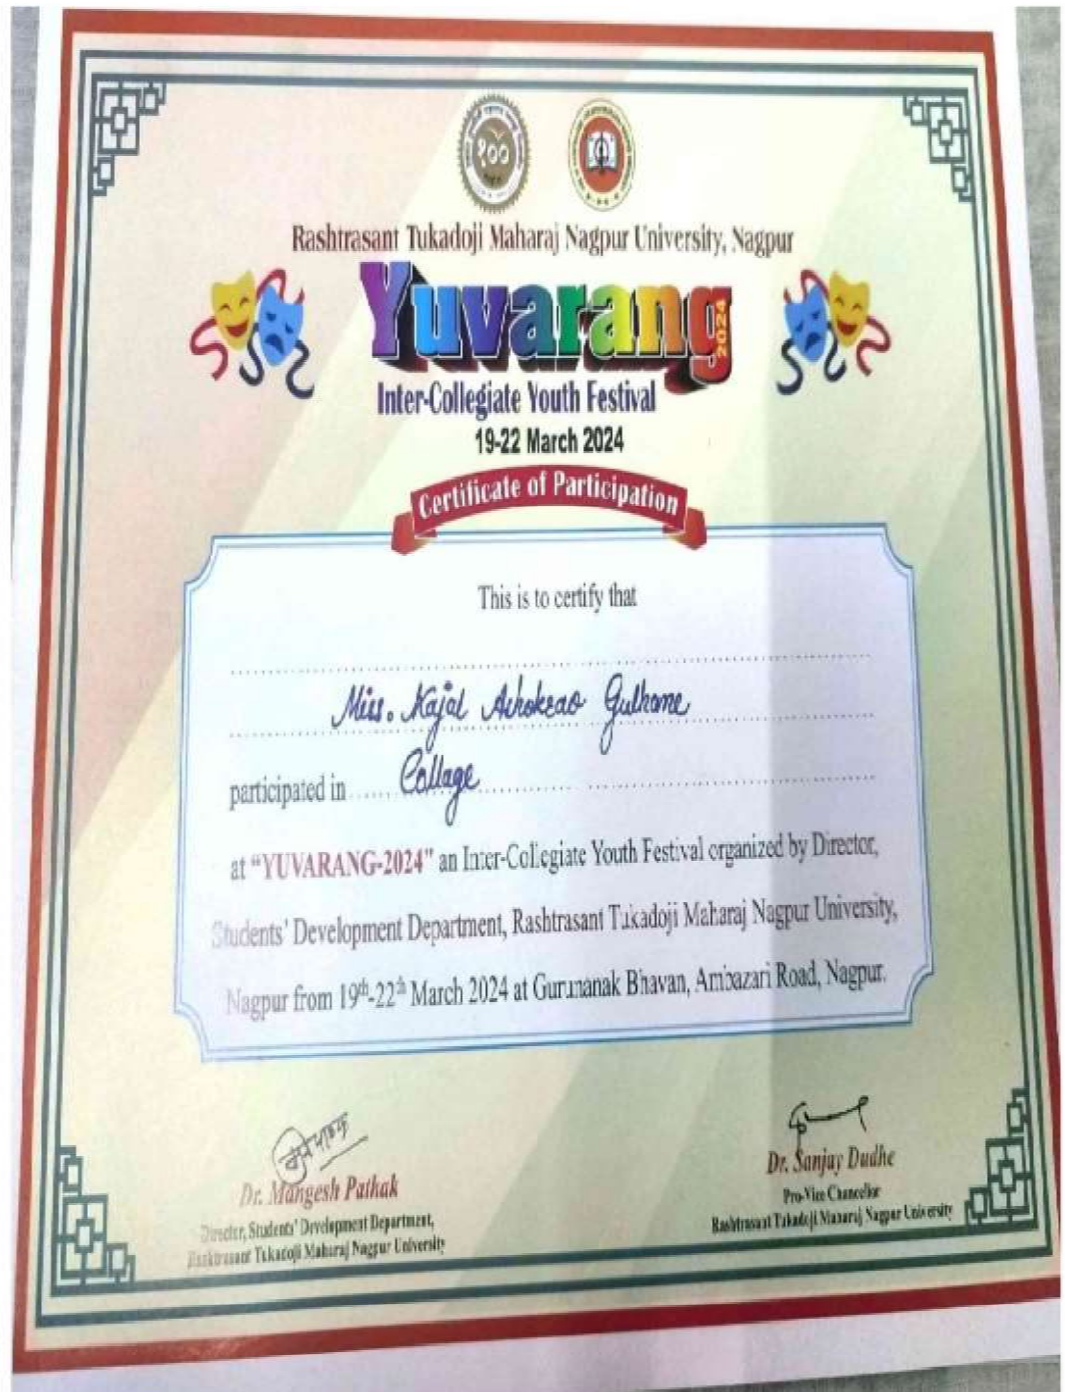 १००
Rashtrasant Tukadoji Maharaj Nagpur University, Nagpur
Yuvarang 2024
Inter-Collegiate Youth Festival
19-22 March 2024
Certificate of Participation
This is to certify that
Miss. Kajal Ashokrao Gulhane
participated in Collage
at “YUVARANG-2024” an Inter-Collegiate Youth Festival organized by Director,
Students’ Development Department, Rashtrasant Tukadoji Maharaj Nagpur University,
Nagpur from 19th-22th March 2024 at Gurunanak Bhavan, Ambazari Road, Nagpur.
Dr. Mangesh Pathak
Director, Students’ Development Department,
Rashtrasant Tukadoji Maharaj Nagpur University
Dr. Sanjay Dudhe
Pro-Vice Chancellor
Rashtrasant Tukadoji Maharaj Nagpur University